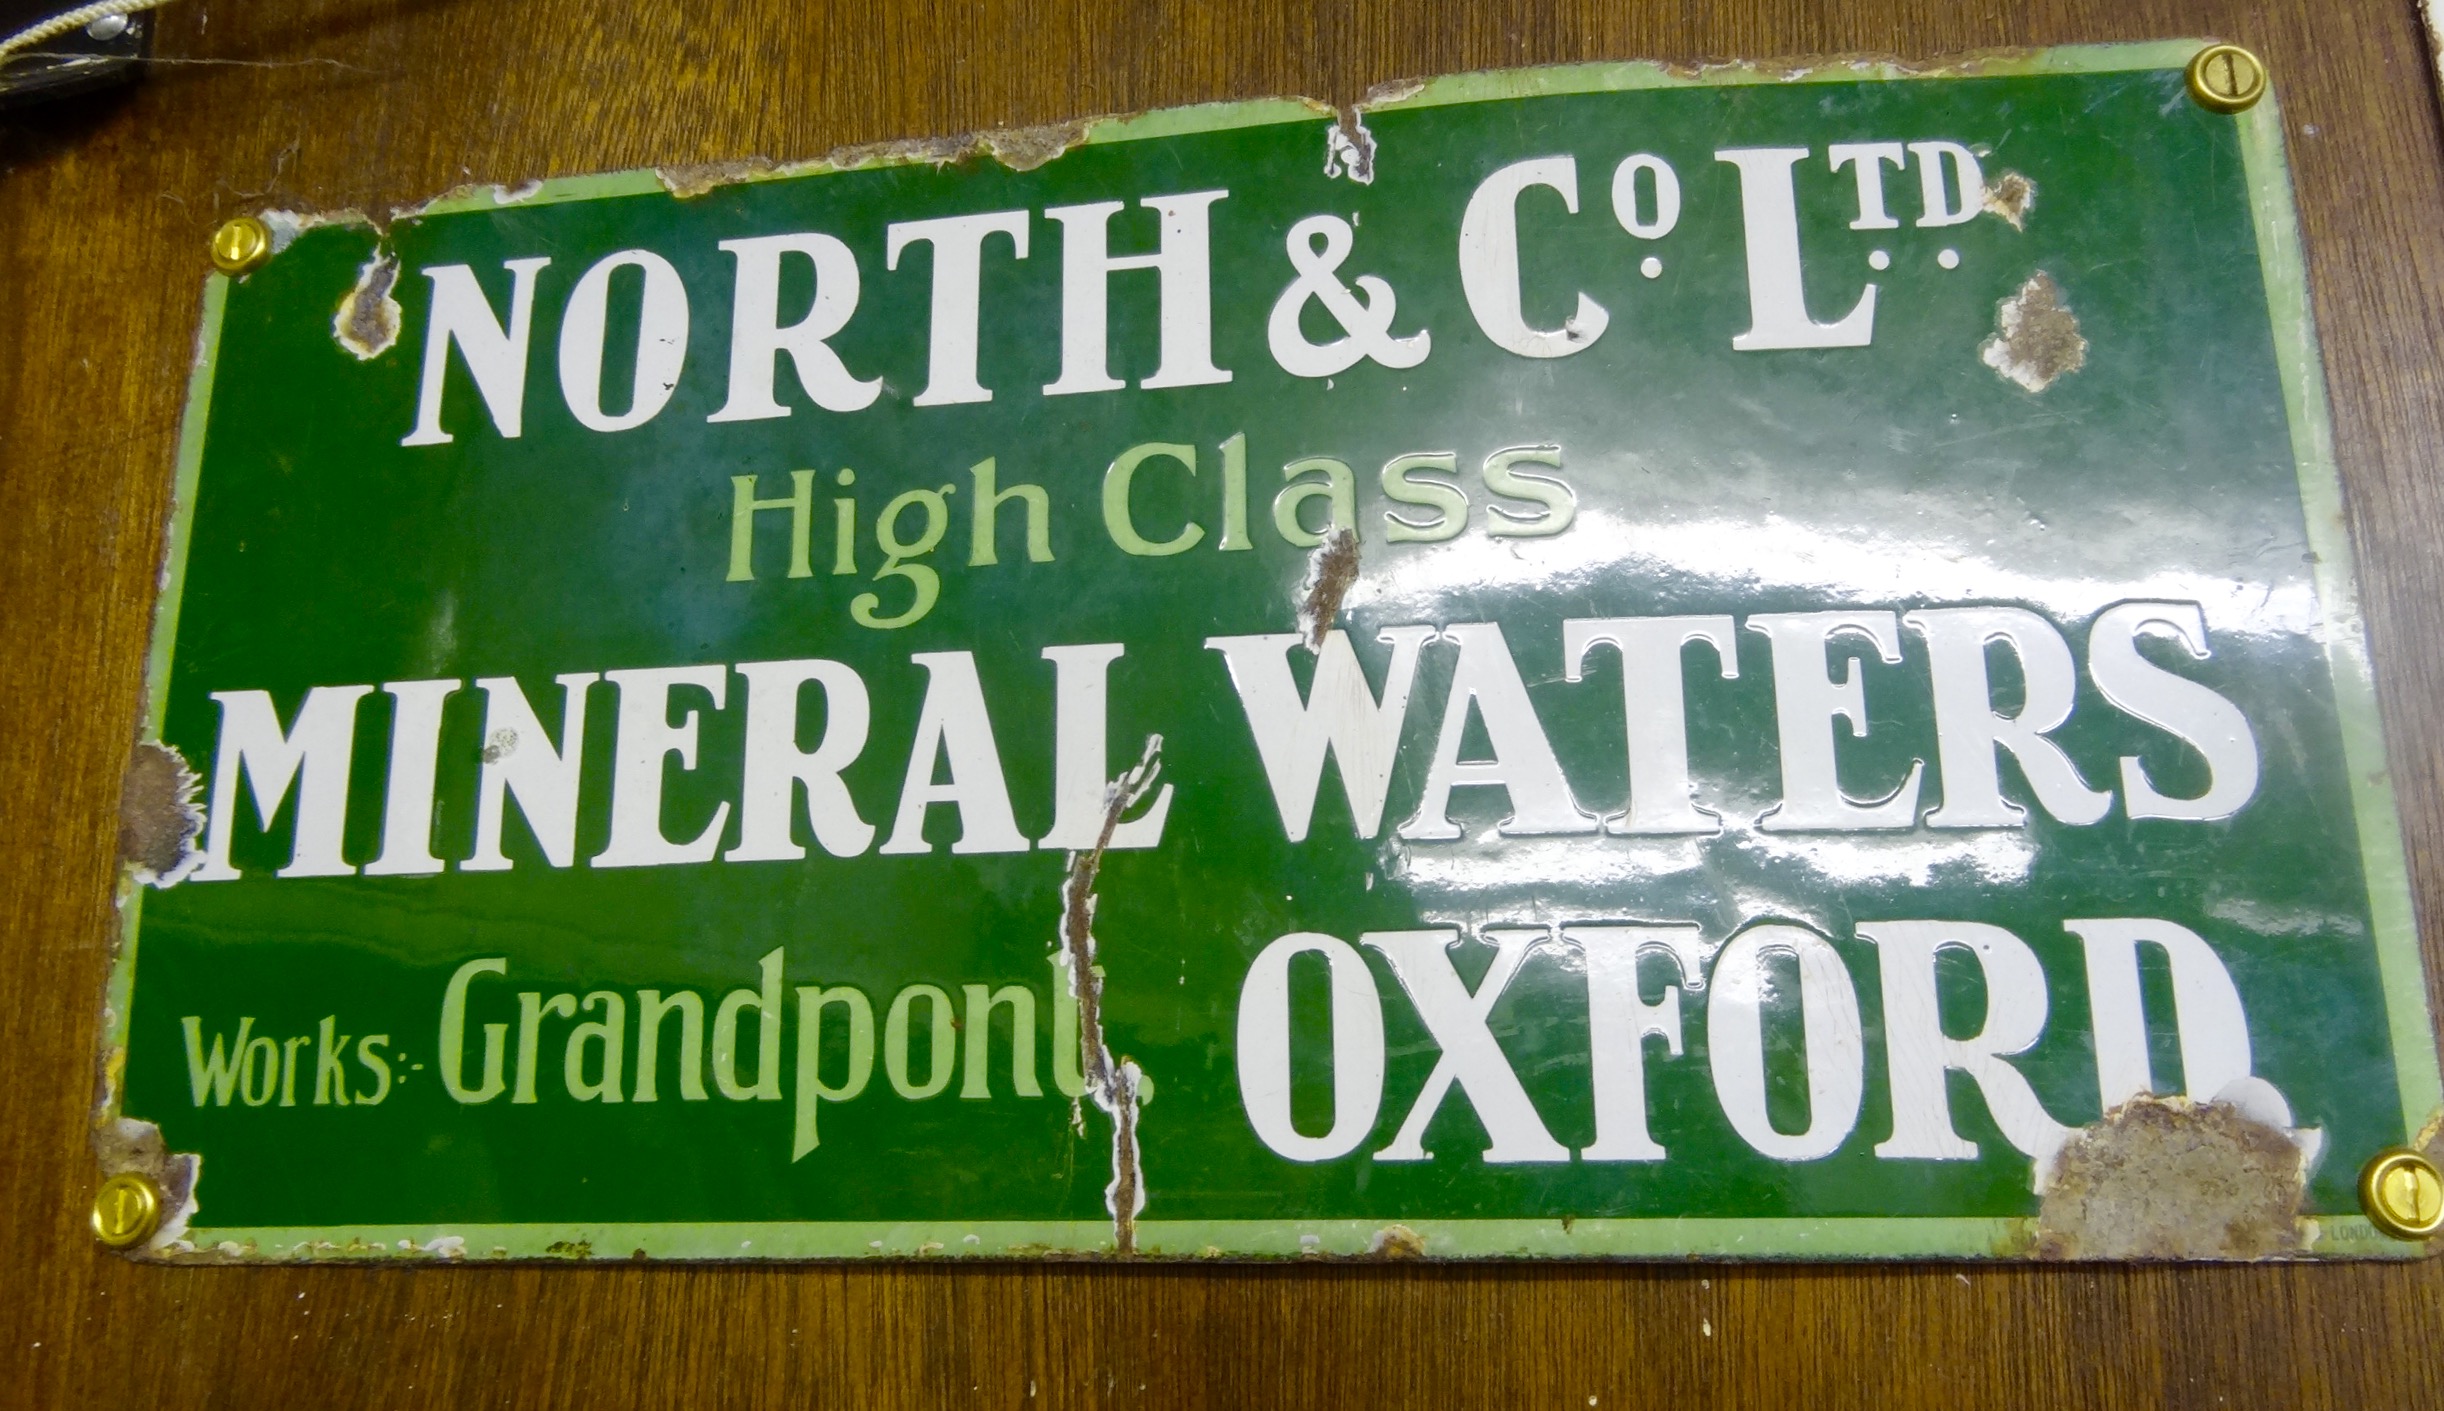 NORTH & Co. LTD.
High Class
MINERAL WATERS
Works:- Grandpont, OXFORD